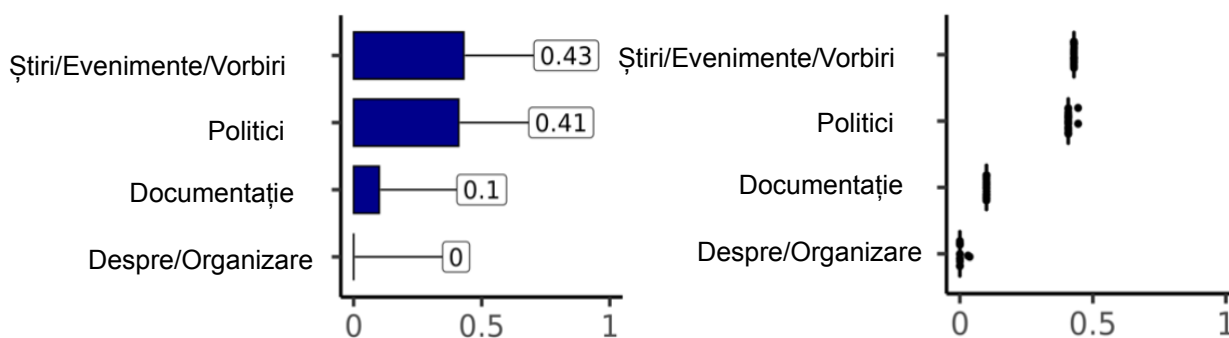 Știri/Evenimente/Vorbiri
0.43
Politici
0.41
Documentație
0.1
Despre/Organizare
0
0 0.5 1
Știri/Evenimente/Vorbiri
Politici
Documentație
Despre/Organizare
0 0.5 1